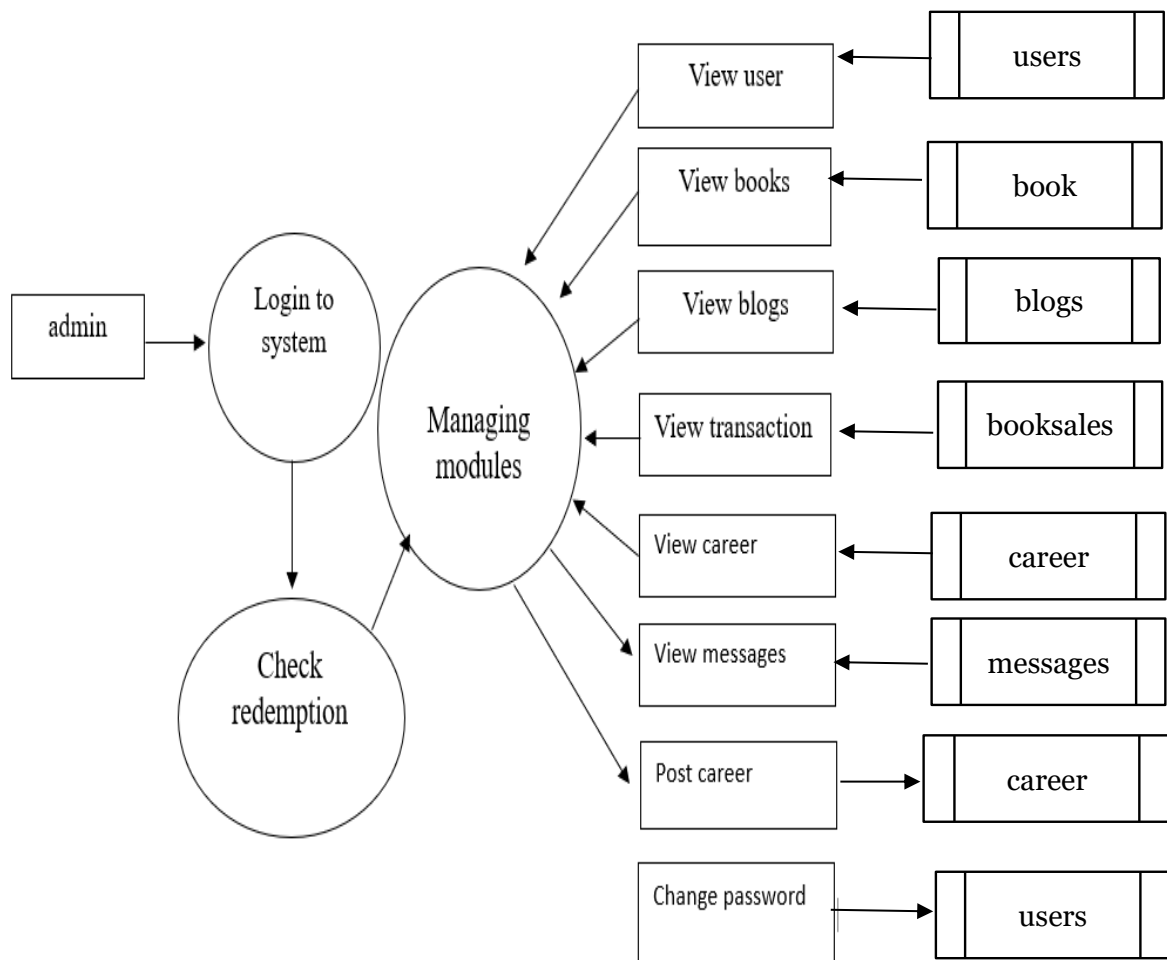 View user
users
View books
book
View blogs
blogs
admin
Login to
system
Managing
modules
View transaction
booksales
View career
career
Check
redemption
View messages
messages
Post career
career
Change password
users